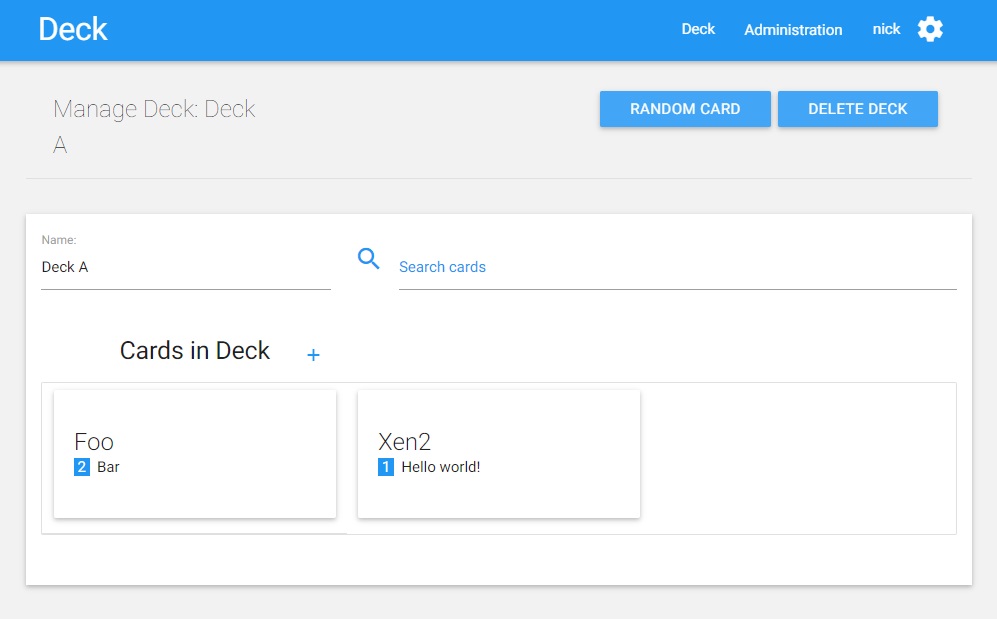 Deck
Deck Administration nick
Manage Deck: Deck
A
RANDOM CARD DELETE DECK
Name:
Deck A
Search cards
Cards in Deck +
Foo
2 Bar
Xen2
1 Hello world!